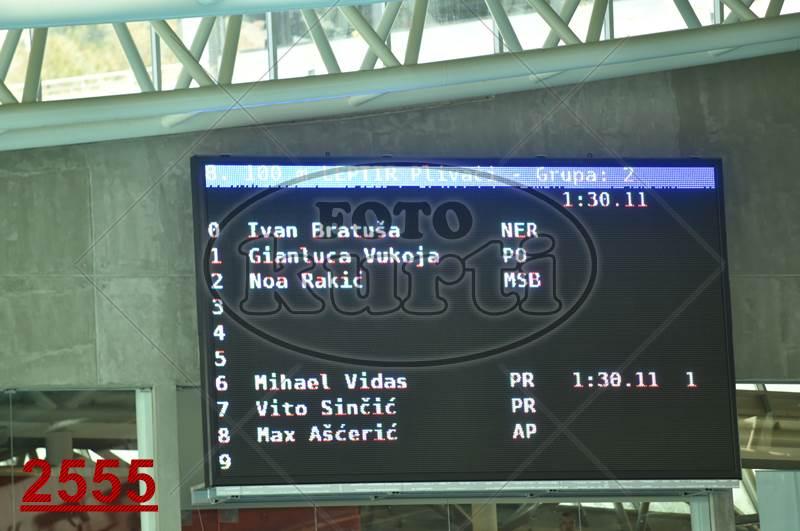 8. 100 m LEPTIR Plivači - Grupa: 2
1:30.11
0 Ivan Bratuša NER
1 Gianluca Vukoja PO
2 Noa Rakić MSB
3
4
5
6 Mihael Vidas PR 1:30.11 1
7 Vito Sinčić PR
8 Max Ašćerić AP
9
FOTO
kurti
2555